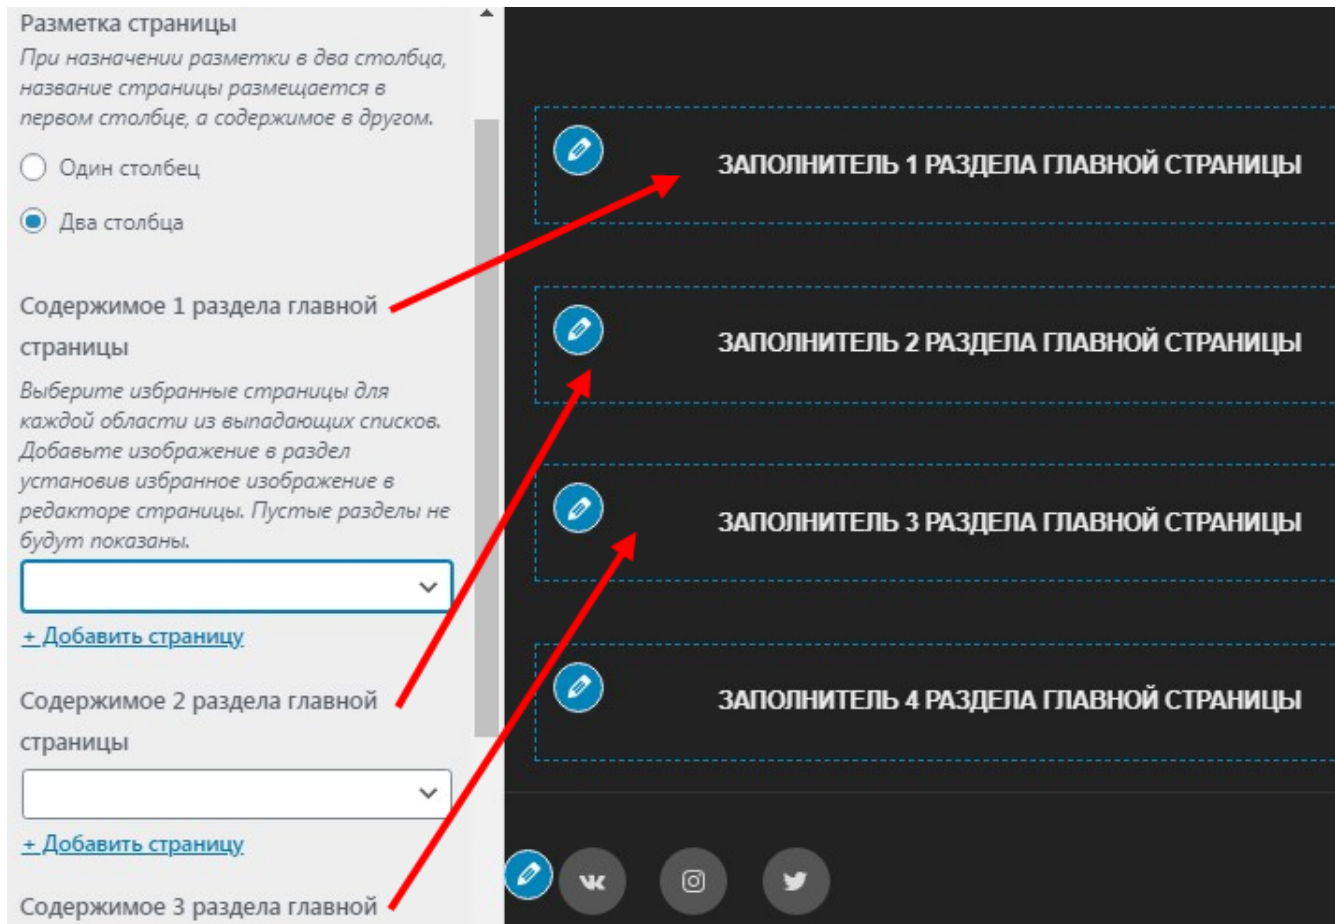 Разметка страницы
При назначении разметки в два столбца,
название страницы размещается в
первом столбце, а содержимое в другом.
Один столбец
Два столбца
Содержимое 1 раздела главной
страницы
Выберите избранные страницы для
каждой области из выпадающих списков.
Добавьте изображение в раздел
установив избранное изображение в
редакторе страницы. Пустые разделы не
будут показаны.
+ Добавить страницу
Содержимое 2 раздела главной
страницы
+ Добавить страницу
Содержимое 3 раздела главной
ЗАПОЛНИТЕЛЬ 1 РАЗДЕЛА ГЛАВНОЙ СТРАНИЦЫ
ЗАПОЛНИТЕЛЬ 2 РАЗДЕЛА ГЛАВНОЙ СТРАНИЦЫ
ЗАПОЛНИТЕЛЬ 3 РАЗДЕЛА ГЛАВНОЙ СТРАНИЦЫ
ЗАПОЛНИТЕЛЬ 4 РАЗДЕЛА ГЛАВНОЙ СТРАНИЦЫ